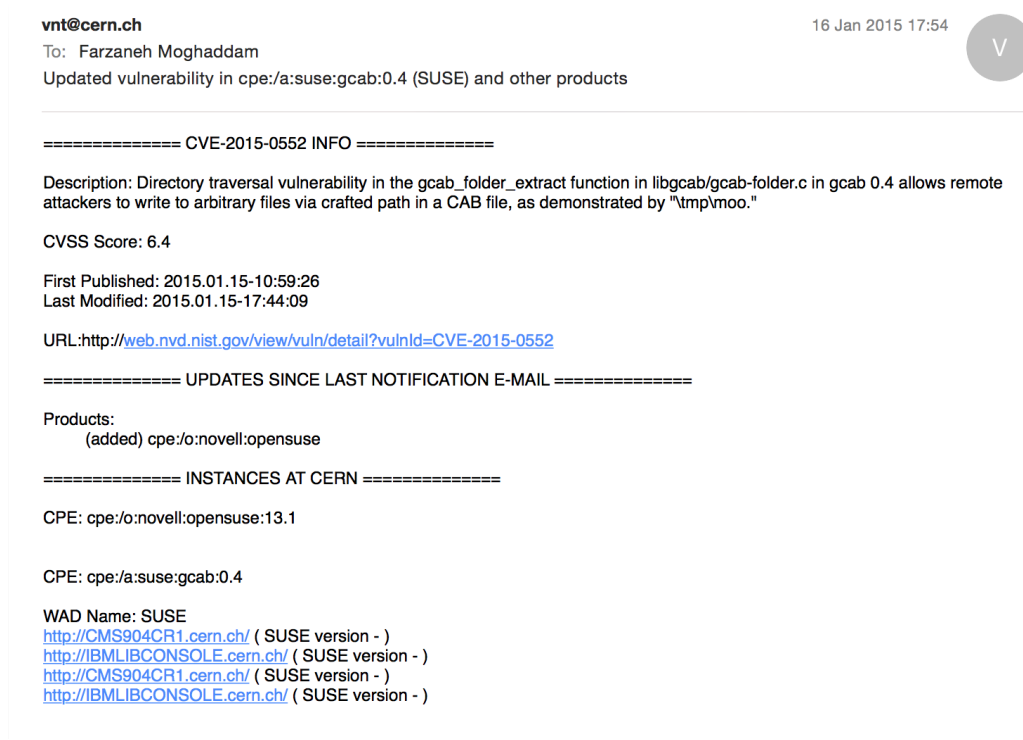 vnt@cern.ch 16 Jan 2015 17:54
V
To: Farzaneh Moghaddam
Updated vulnerability in cpe:/a:suse:gcab:0.4 (SUSE) and other products
============== CVE-2015-0552 INFO ==============
Description: Directory traversal vulnerability in the gcab_folder_extract function in libgcab/gcab-folder.c in gcab 0.4 allows remote
attackers to write to arbitrary files via crafted path in a CAB file, as demonstrated by "\tmp\moo."
CVSS Score: 6.4
First Published: 2015.01.15-10:59:26
Last Modified: 2015.01.15-17:44:09
URL:http://web.nvd.nist.gov/view/vuln/detail?vulnId=CVE-2015-0552
============== UPDATES SINCE LAST NOTIFICATION E-MAIL ==============
Products:
(added) cpe:/o:novell:opensuse
============== INSTANCES AT CERN ==============
CPE: cpe:/o:novell:opensuse:13.1
CPE: cpe:/a:suse:gcab:0.4
WAD Name: SUSE
http://CMS904CR1.cern.ch/ ( SUSE version - )
http://IBMLIBCONSOLE.cern.ch/ ( SUSE version - )
http://CMS904CR1.cern.ch/ ( SUSE version - )
http://IBMLIBCONSOLE.cern.ch/ ( SUSE version - )